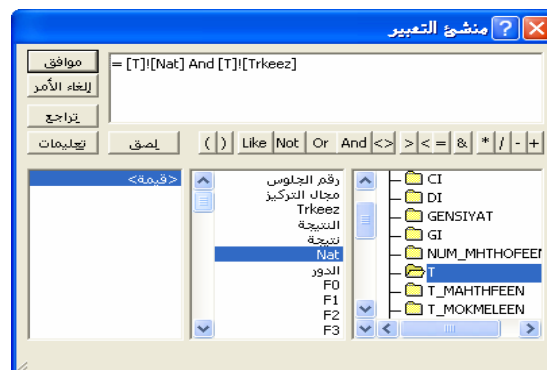 منشئ التعبير
= [T]![Nat] And [T]![Trkeez]
موافق
إلغاء الأمر
تراجع
تعليمات
لصق
( ) Like Not Or And <> > < = & * / - +
CI
DI
GENSIYAT
GI
NUM_MHTHOFEEI
T
T_MAHTHFEEN
T_MOKMELEEN
رقم الجلوس
مجال التركيز
Trkeez
النتيجة
نتيجة
Nat
الدور
F0
F1
F2
F3
<قيمة>